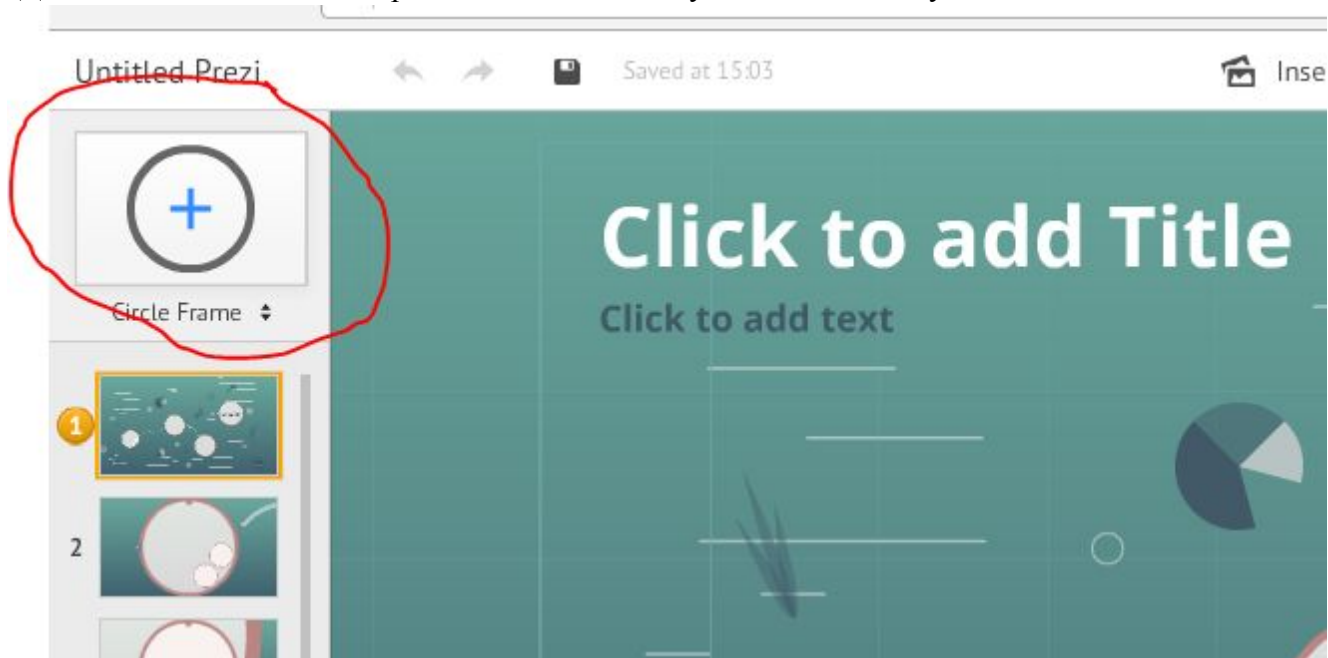 Untitled Prezi
Saved at 15:03
Inse
Circle Frame
Click to add Title
Click to add text
1
2